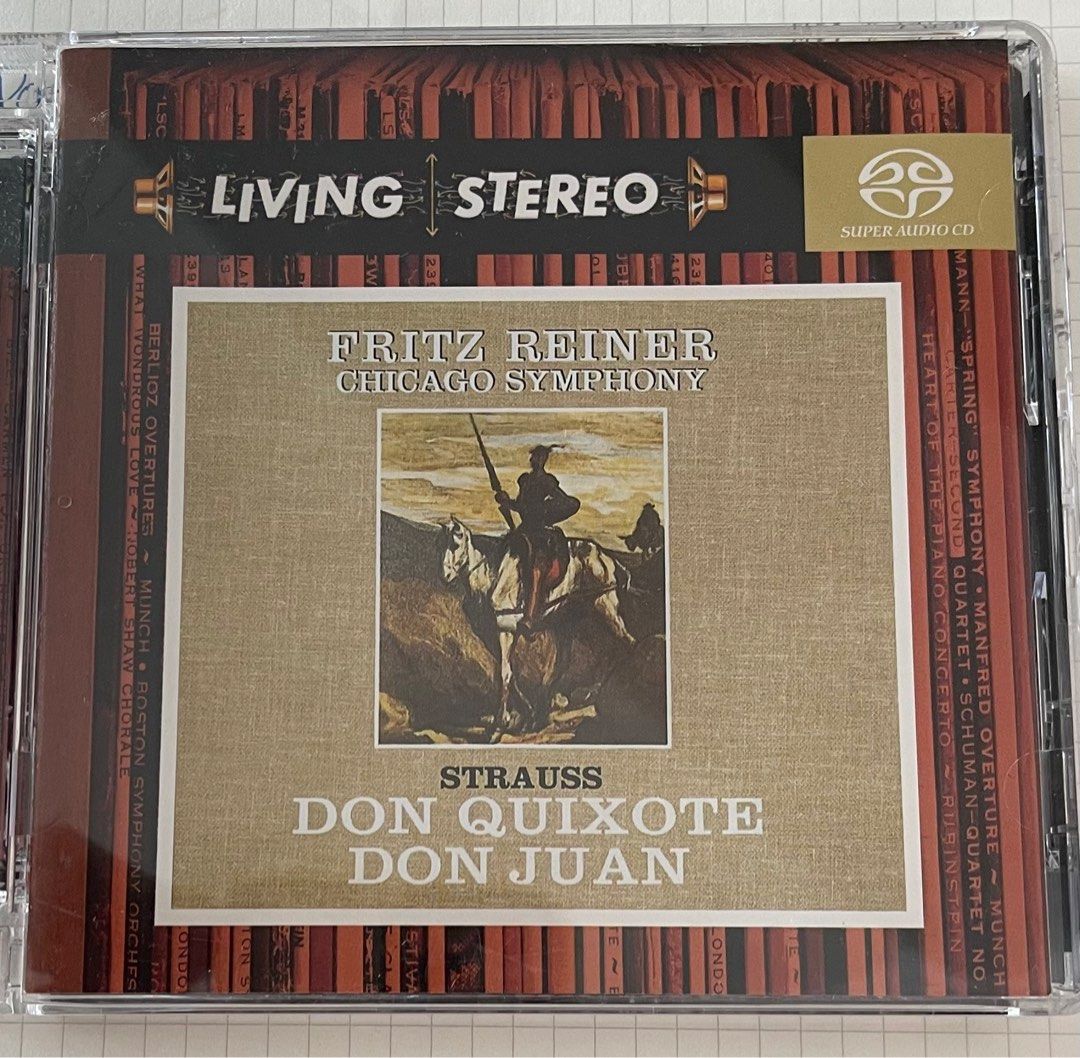 LIVING STEREO
SUPER AUDIO CD
FRITZ REINER
CHICAGO SYMPHONY
STRAUSS
DON QUIXOTE
DON JUAN
BERLIOZ OVERTURES ~ MUNCH • BOSTON SYMPHONY ORCHES
WHAT WONDROUS LOVE ~ ROBERT SHAW CHORALE
MANN "SPRING" SYMPHONY • MANFRED OVERTURE ~ MUNCH
CARTER-SECOND QUARTET • SCHUMAN-QUARTET NO.
HEART OF THE PIANO CONCERTO ~ RUBINSTEIN